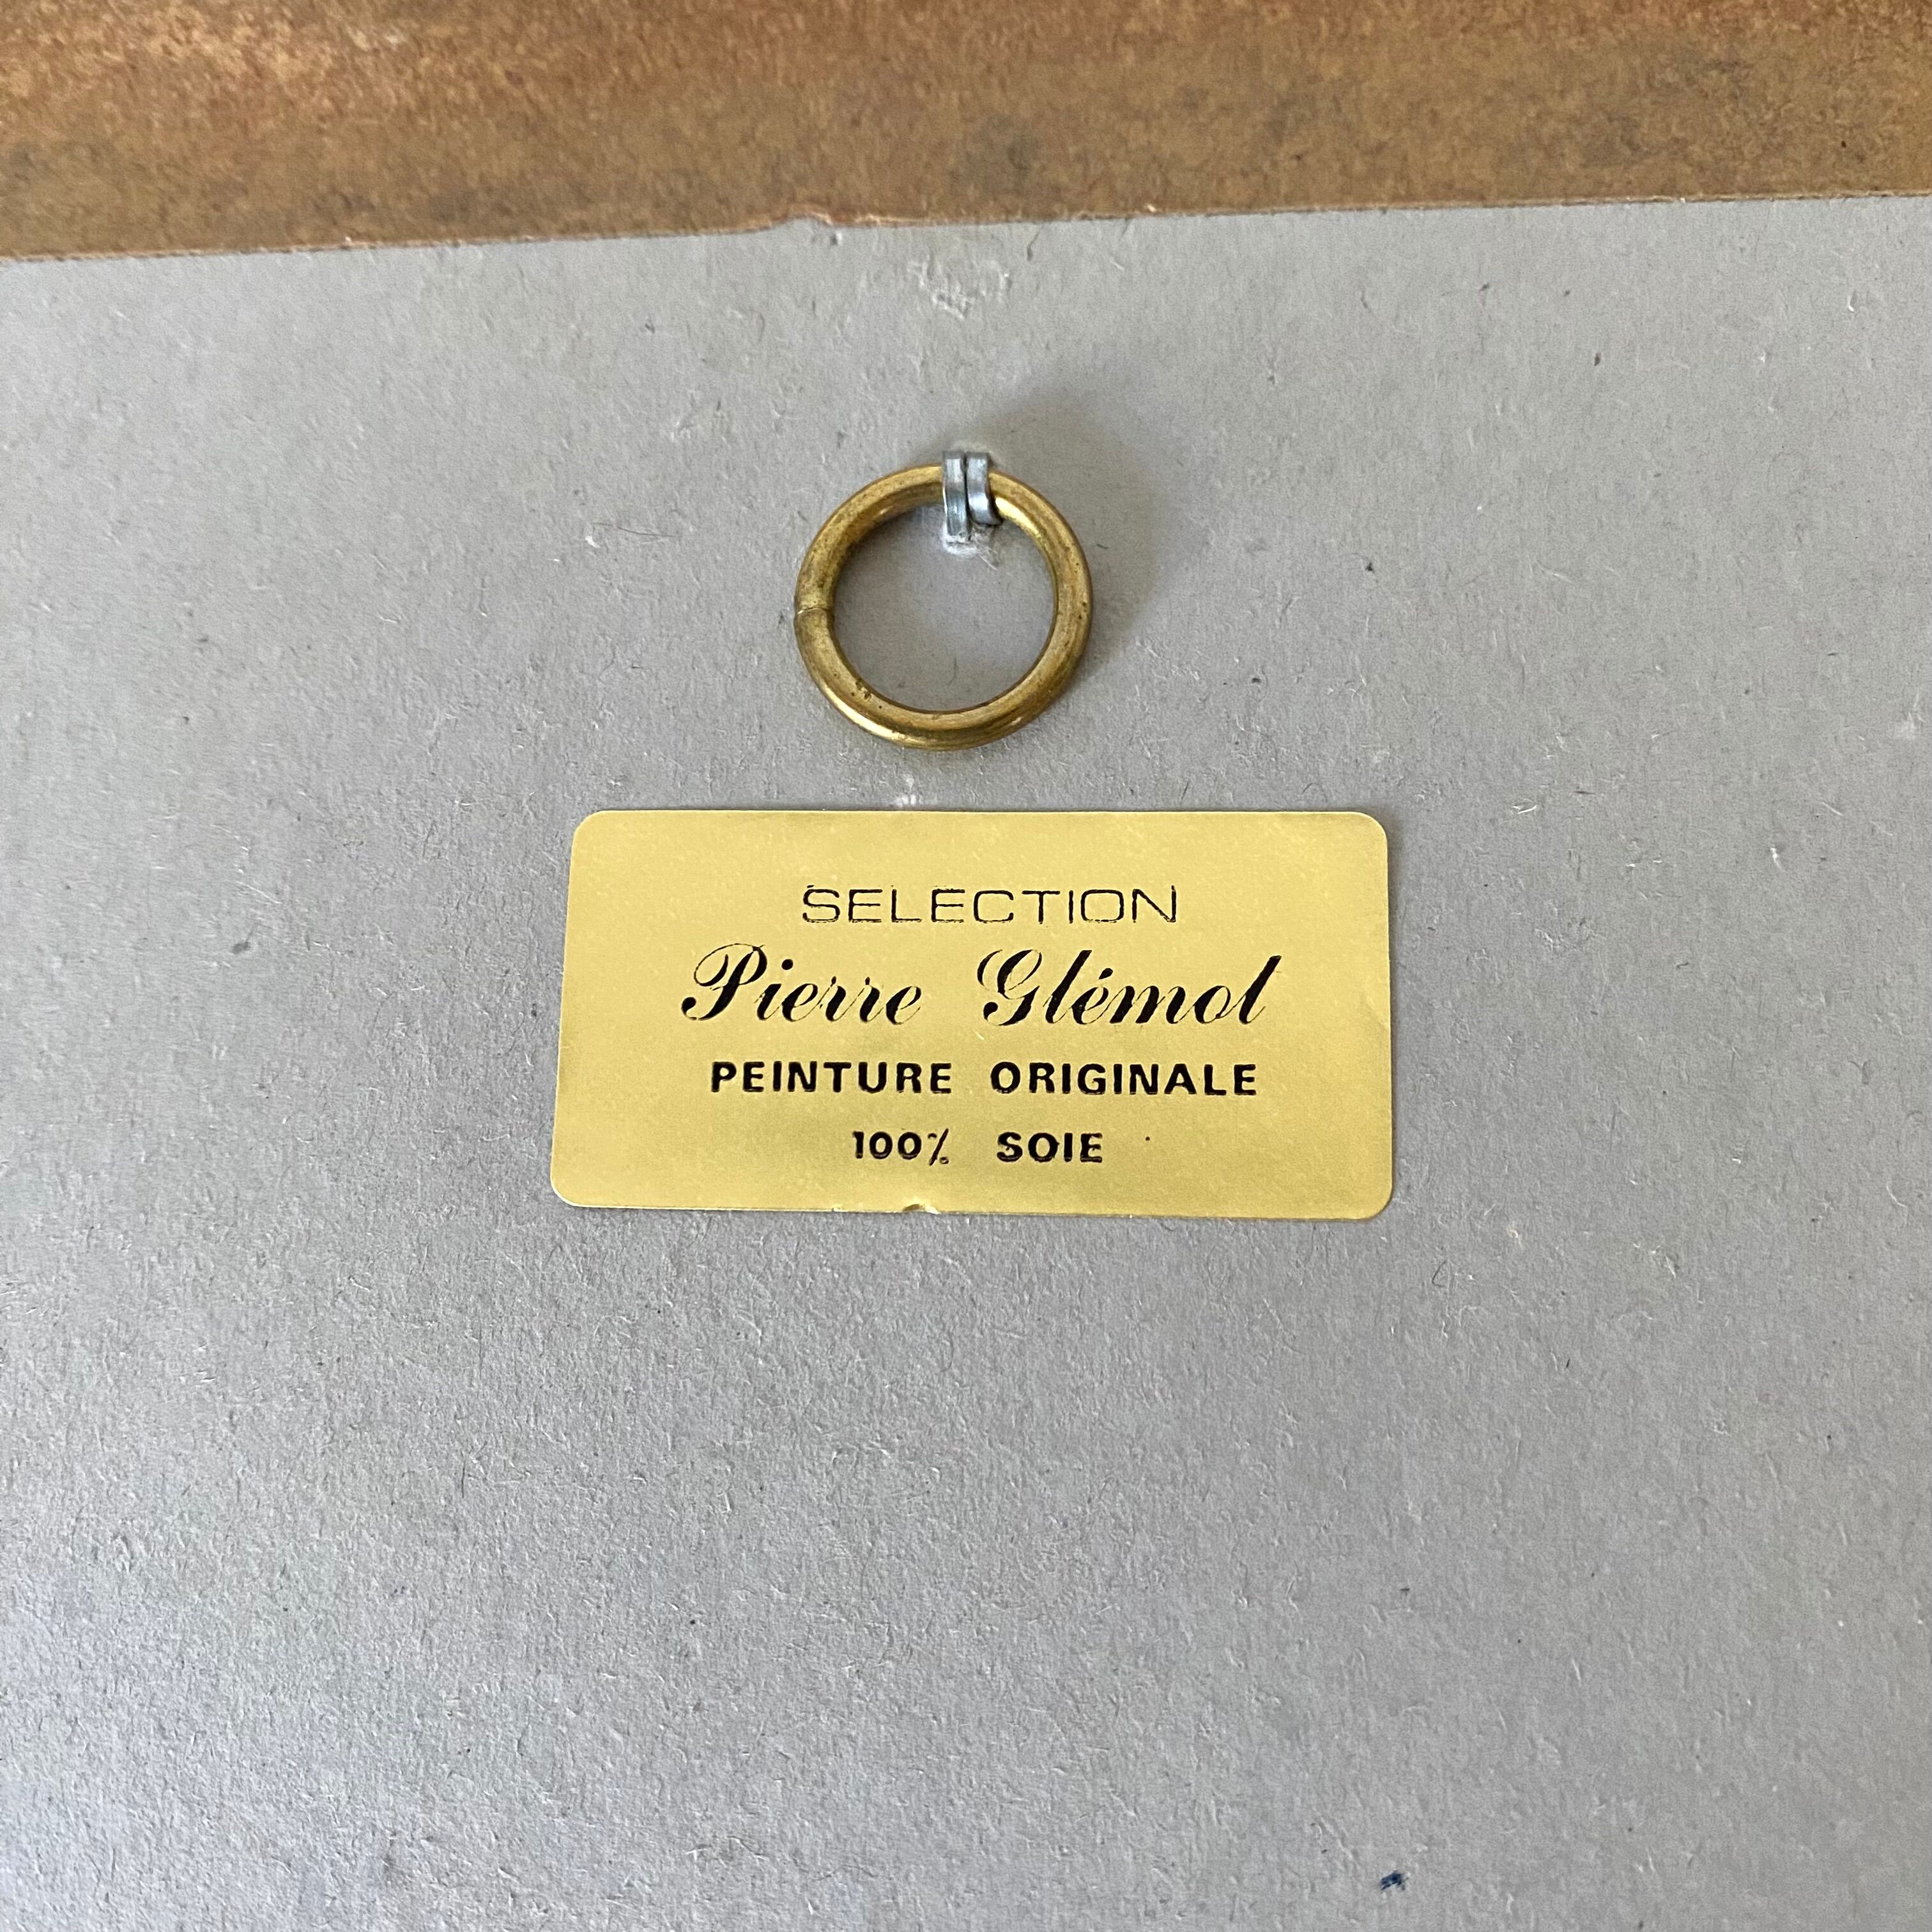 SELECTION
Pierre Glémol
PEINTURE ORIGINALE
100% SOIE